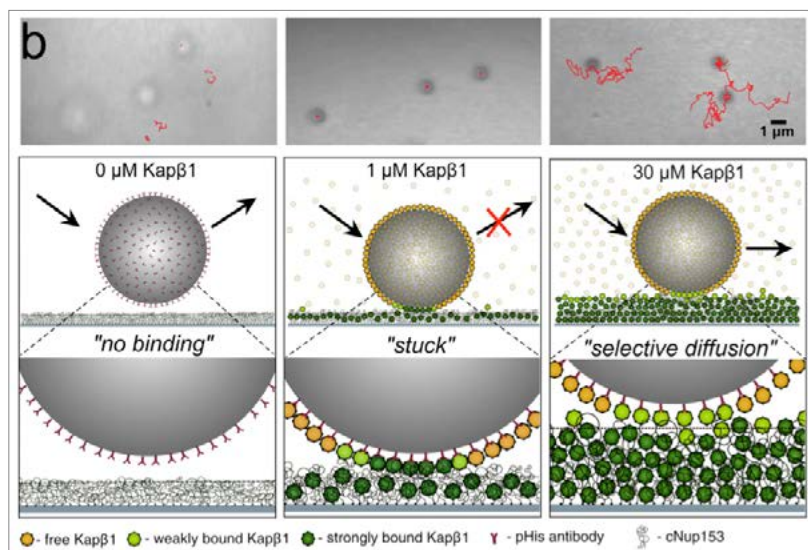 b
1 µm
0 µM Kapβ1
1 µM Kapβ1
30 µM Kapβ1
"no binding"
"stuck"
"selective diffusion"
- free Kapβ1 - weakly bound Kapβ1 - strongly bound Kapβ1 - pHis antibody - cNup153